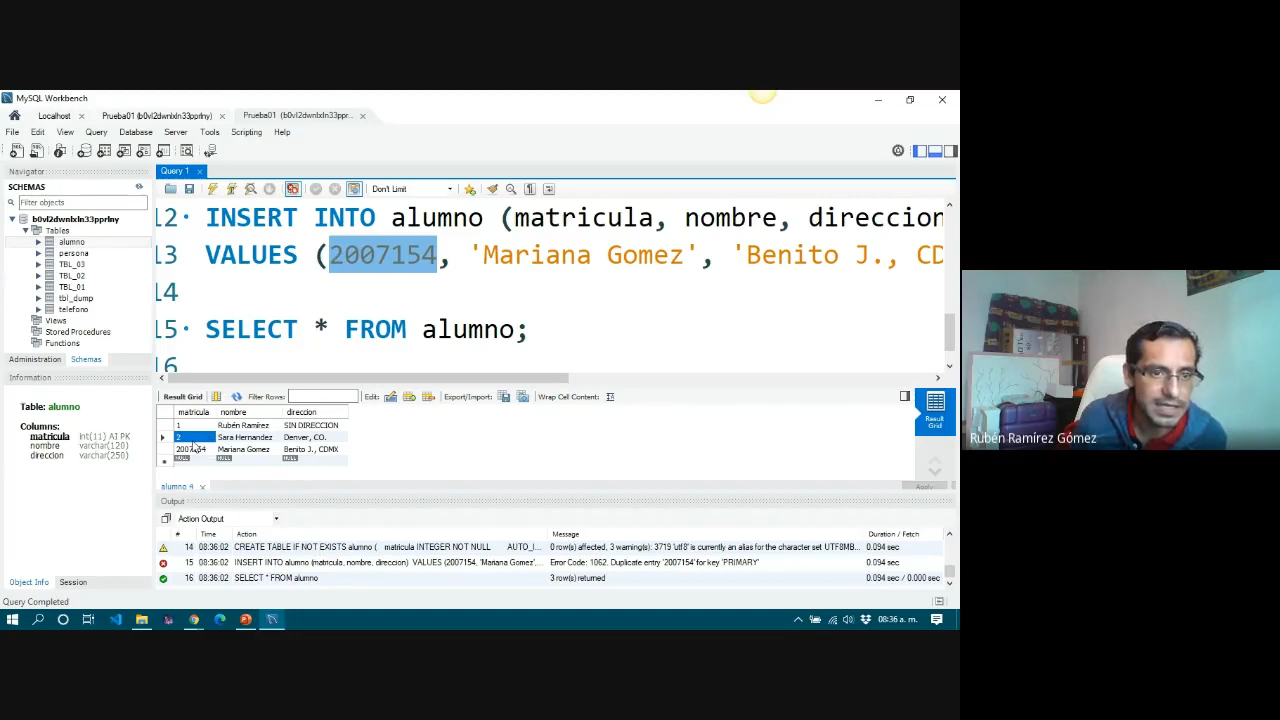 MySQL Workbench
Localhost
Prueba01 (b0vl2dwnlxln33pprlny)
Prueba01 (b0vl2dwnlxln33ppr...
File Edit View Query Database Server Tools Scripting Help
Navigator
SCHEMAS
Filter objects
b0vl2dwnlxln33pprlny
Tables
alumno
persona
TBL_03
TBL_02
TBL_01
tbl_dump
telefono
Views
Stored Procedures
Functions
Administration Schemas
Information
Table: alumno
Columns:
matricula int(11) AI PK
nombre varchar(120)
direccion varchar(250)
Object Info Session
Query Completed
Query 1
Don't Limit
12 INSERT INTO alumno (matricula, nombre, direccion
13 VALUES (2007154, 'Mariana Gomez', 'Benito J., CD
14
15 SELECT * FROM alumno;
16
Result Grid Filter Rows: Edit: Export/Import: Wrap Cell Content:
matricula nombre direccion
1 Rubén Ramírez SIN DIRECCION
2 Sara Hernandez Denver, CO.
2007154 Mariana Gomez Benito J., CDMX
NULL NULL NULL
Result Grid
alumno 4
Apply
Output
Action Output
# Time Action Message Duration / Fetch
14 08:36:02 CREATE TABLE IF NOT EXISTS alumno ( matricula INTEGER NOT NULL AUTO_I... 0 row(s) affected, 3 warning(s): 3719 'utf8' is currently an alias for the character set UTF8MB... 0.094 sec
15 08:36:02 INSERT INTO alumno (matricula, nombre, direccion) VALUES (2007154, 'Mariana Gomez',... Error Code: 1062. Duplicate entry '2007154' for key 'PRIMARY' 0.094 sec
16 08:36:02 SELECT * FROM alumno 3 row(s) returned 0.094 sec / 0.000 sec
08:36 a. m.
Rubén Ramírez Gómez